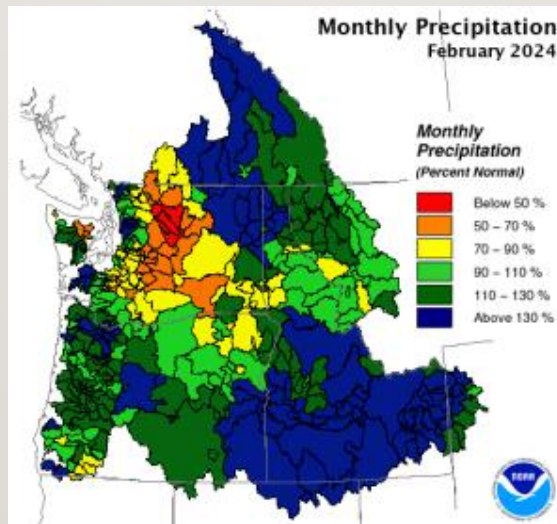 Monthly Precipitation
February 2024
Monthly
Precipitation
(Percent Normal)
Below 50 %
50 – 70 %
70 – 90 %
90 – 110 %
110 – 130 %
Above 130 %
NOAA